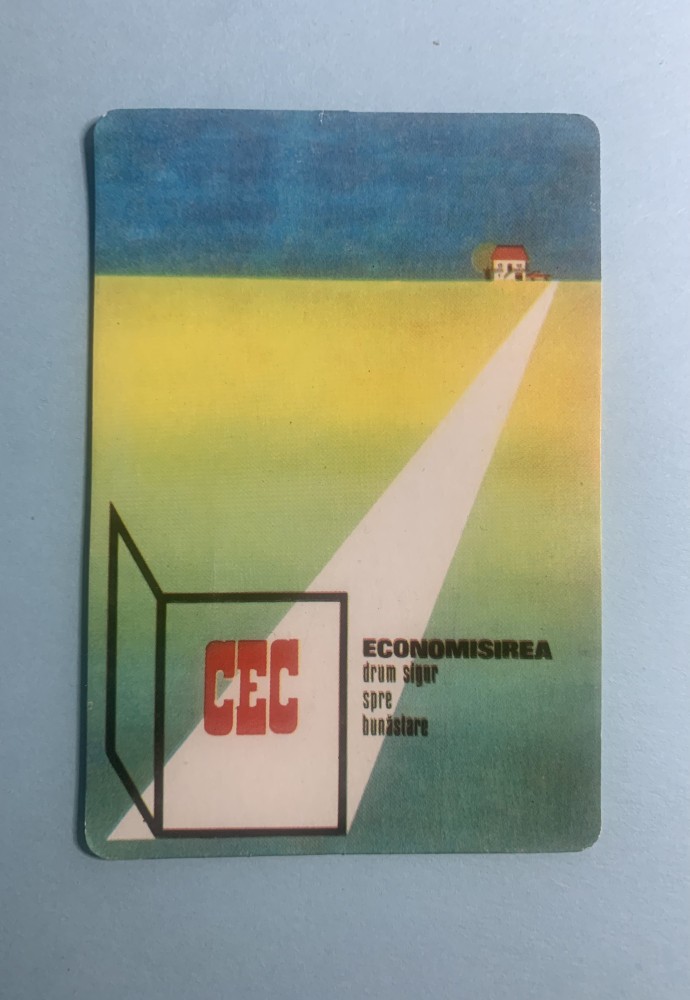 CEC
ECONOMISIREA
drum sigur
spre
bunăstare